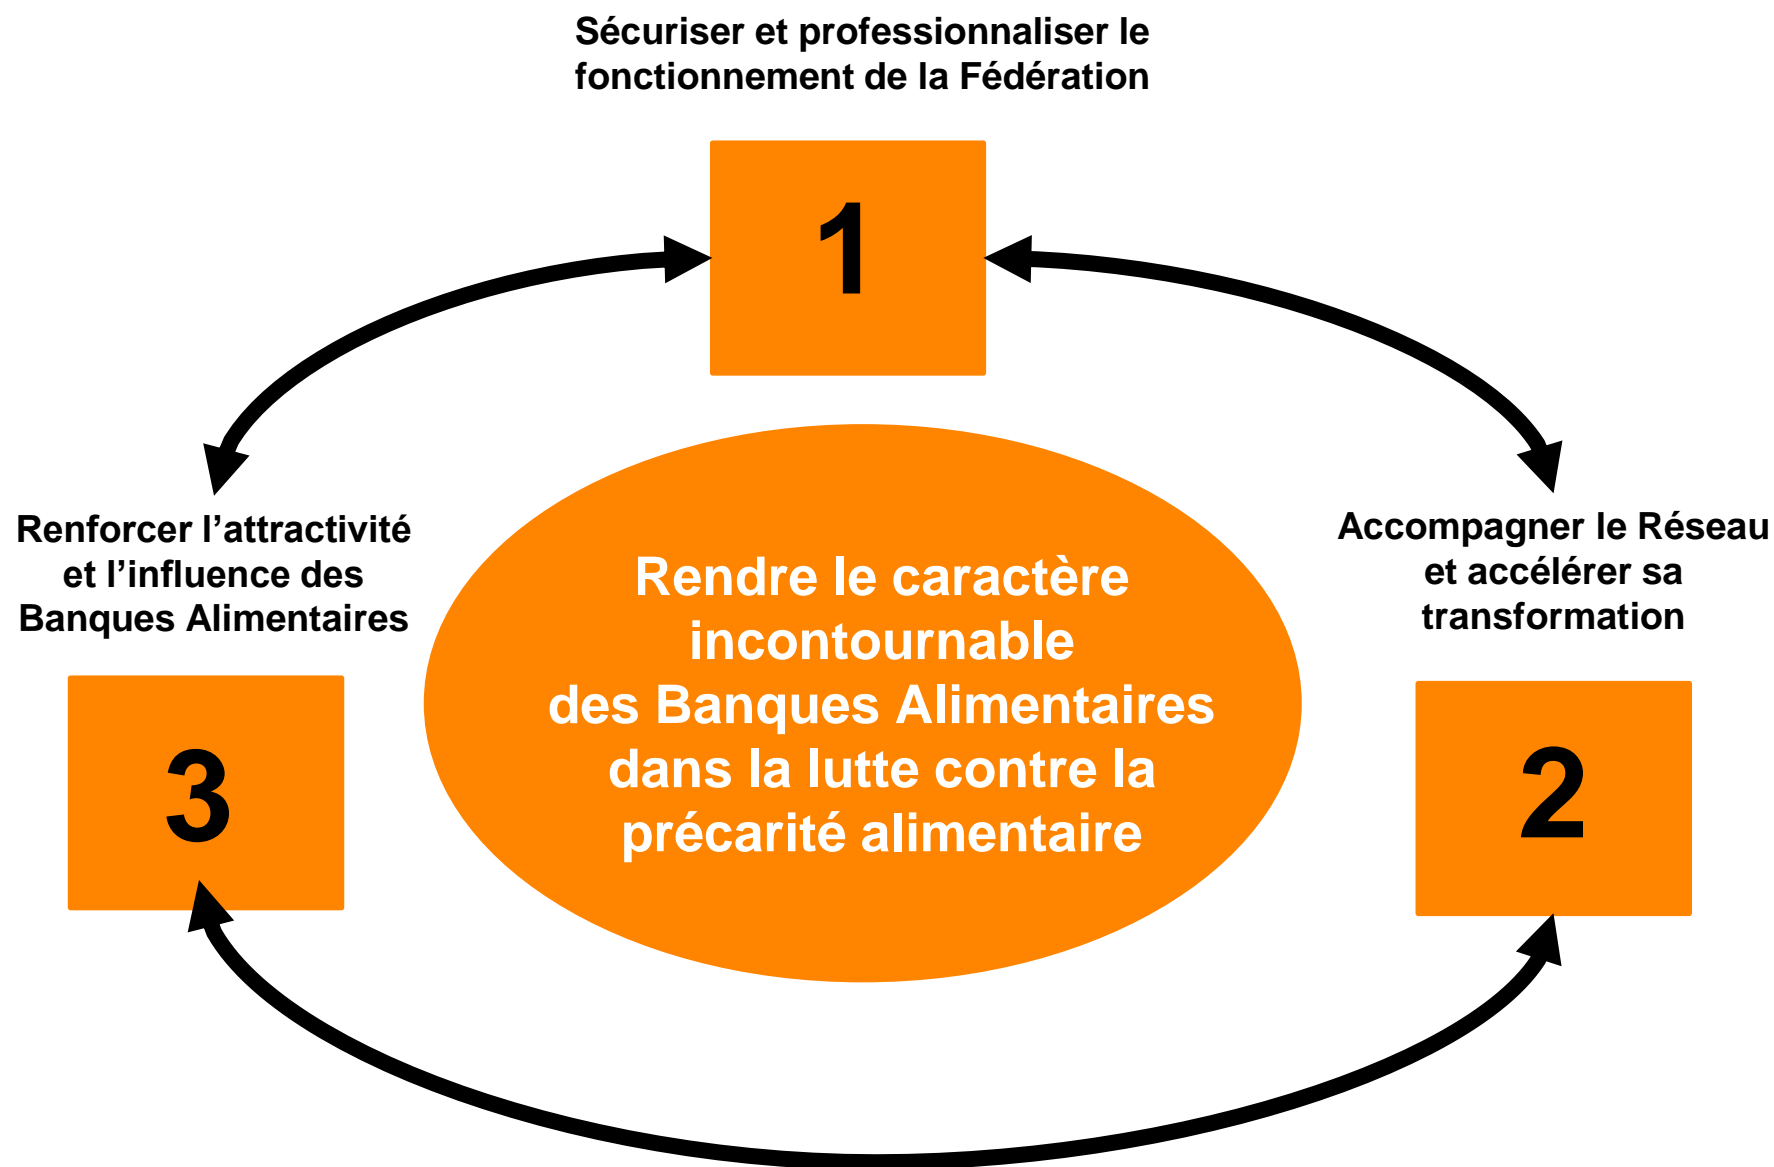 Sécuriser et professionnaliser le
fonctionnement de la Fédération
1
Renforcer l’attractivité
et l’influence des
Banques Alimentaires
3
Rendre le caractère
incontournable
des Banques Alimentaires
dans la lutte contre la
précarité alimentaire
Accompagner le Réseau
et accélérer sa
transformation
2